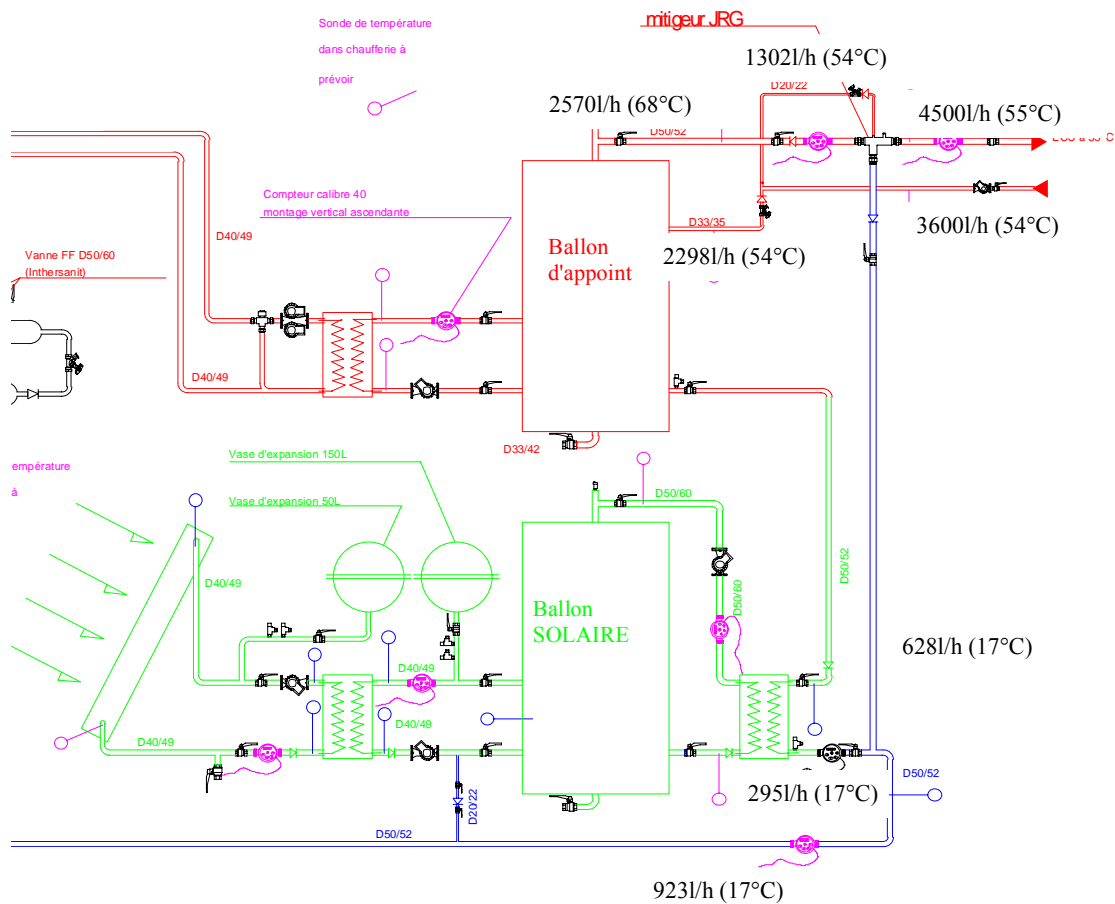 Sonde de température
dans chaufferie à
prévoir
mitigeur JRG
1302l/h (54°C)
D20/22
2570l/h (68°C)
D50/52
4500l/h (55°C)
Compteur calibre 40
montage vertical ascendante
D40/49
D33/35
2298l/h (54°C)
3600l/h (54°C)
Vanne FF D50/60
(Inthersanit)
Ballon
d'appoint
D40/49
D33/42
Vase d'expansion 150L
empérature
à
Vase d'expansion 50L
D50/60
D40/49
D50/52
D50/60
Ballon
SOLAIRE
628l/h (17°C)
D40/49
D40/49
D40/49
D50/52
295l/h (17°C)
D20/22
D50/52
923l/h (17°C)